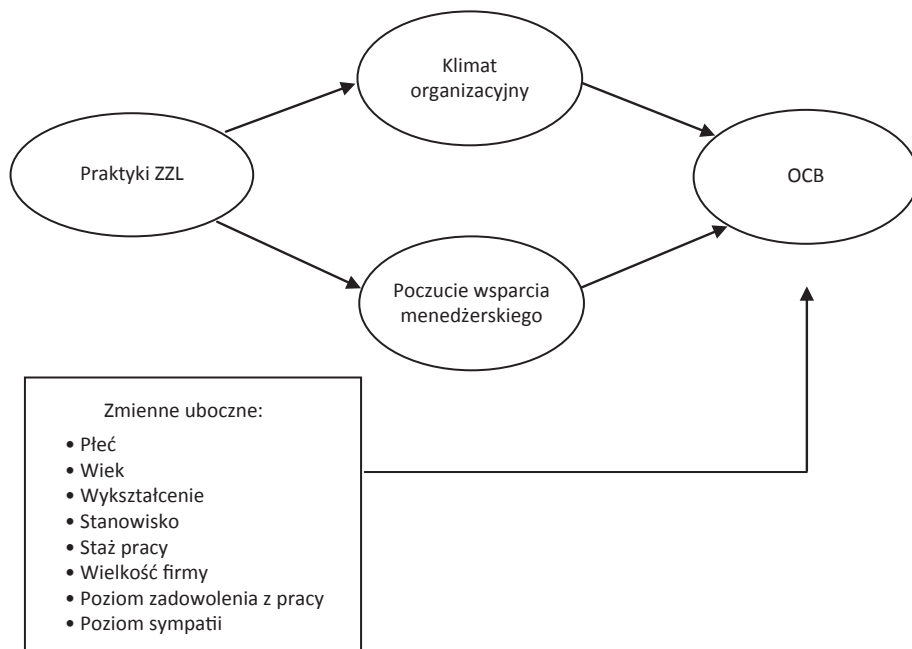 Klimat
organizacyjny
Praktyki ZZL
OCB
Poczucie wsparcia
menedżerskiego
Zmienne uboczne:
• Płeć
• Wiek
• Wykształcenie
• Stanowisko
• Staż pracy
• Wielkość firmy
• Poziom zadowolenia z pracy
• Poziom sympatii